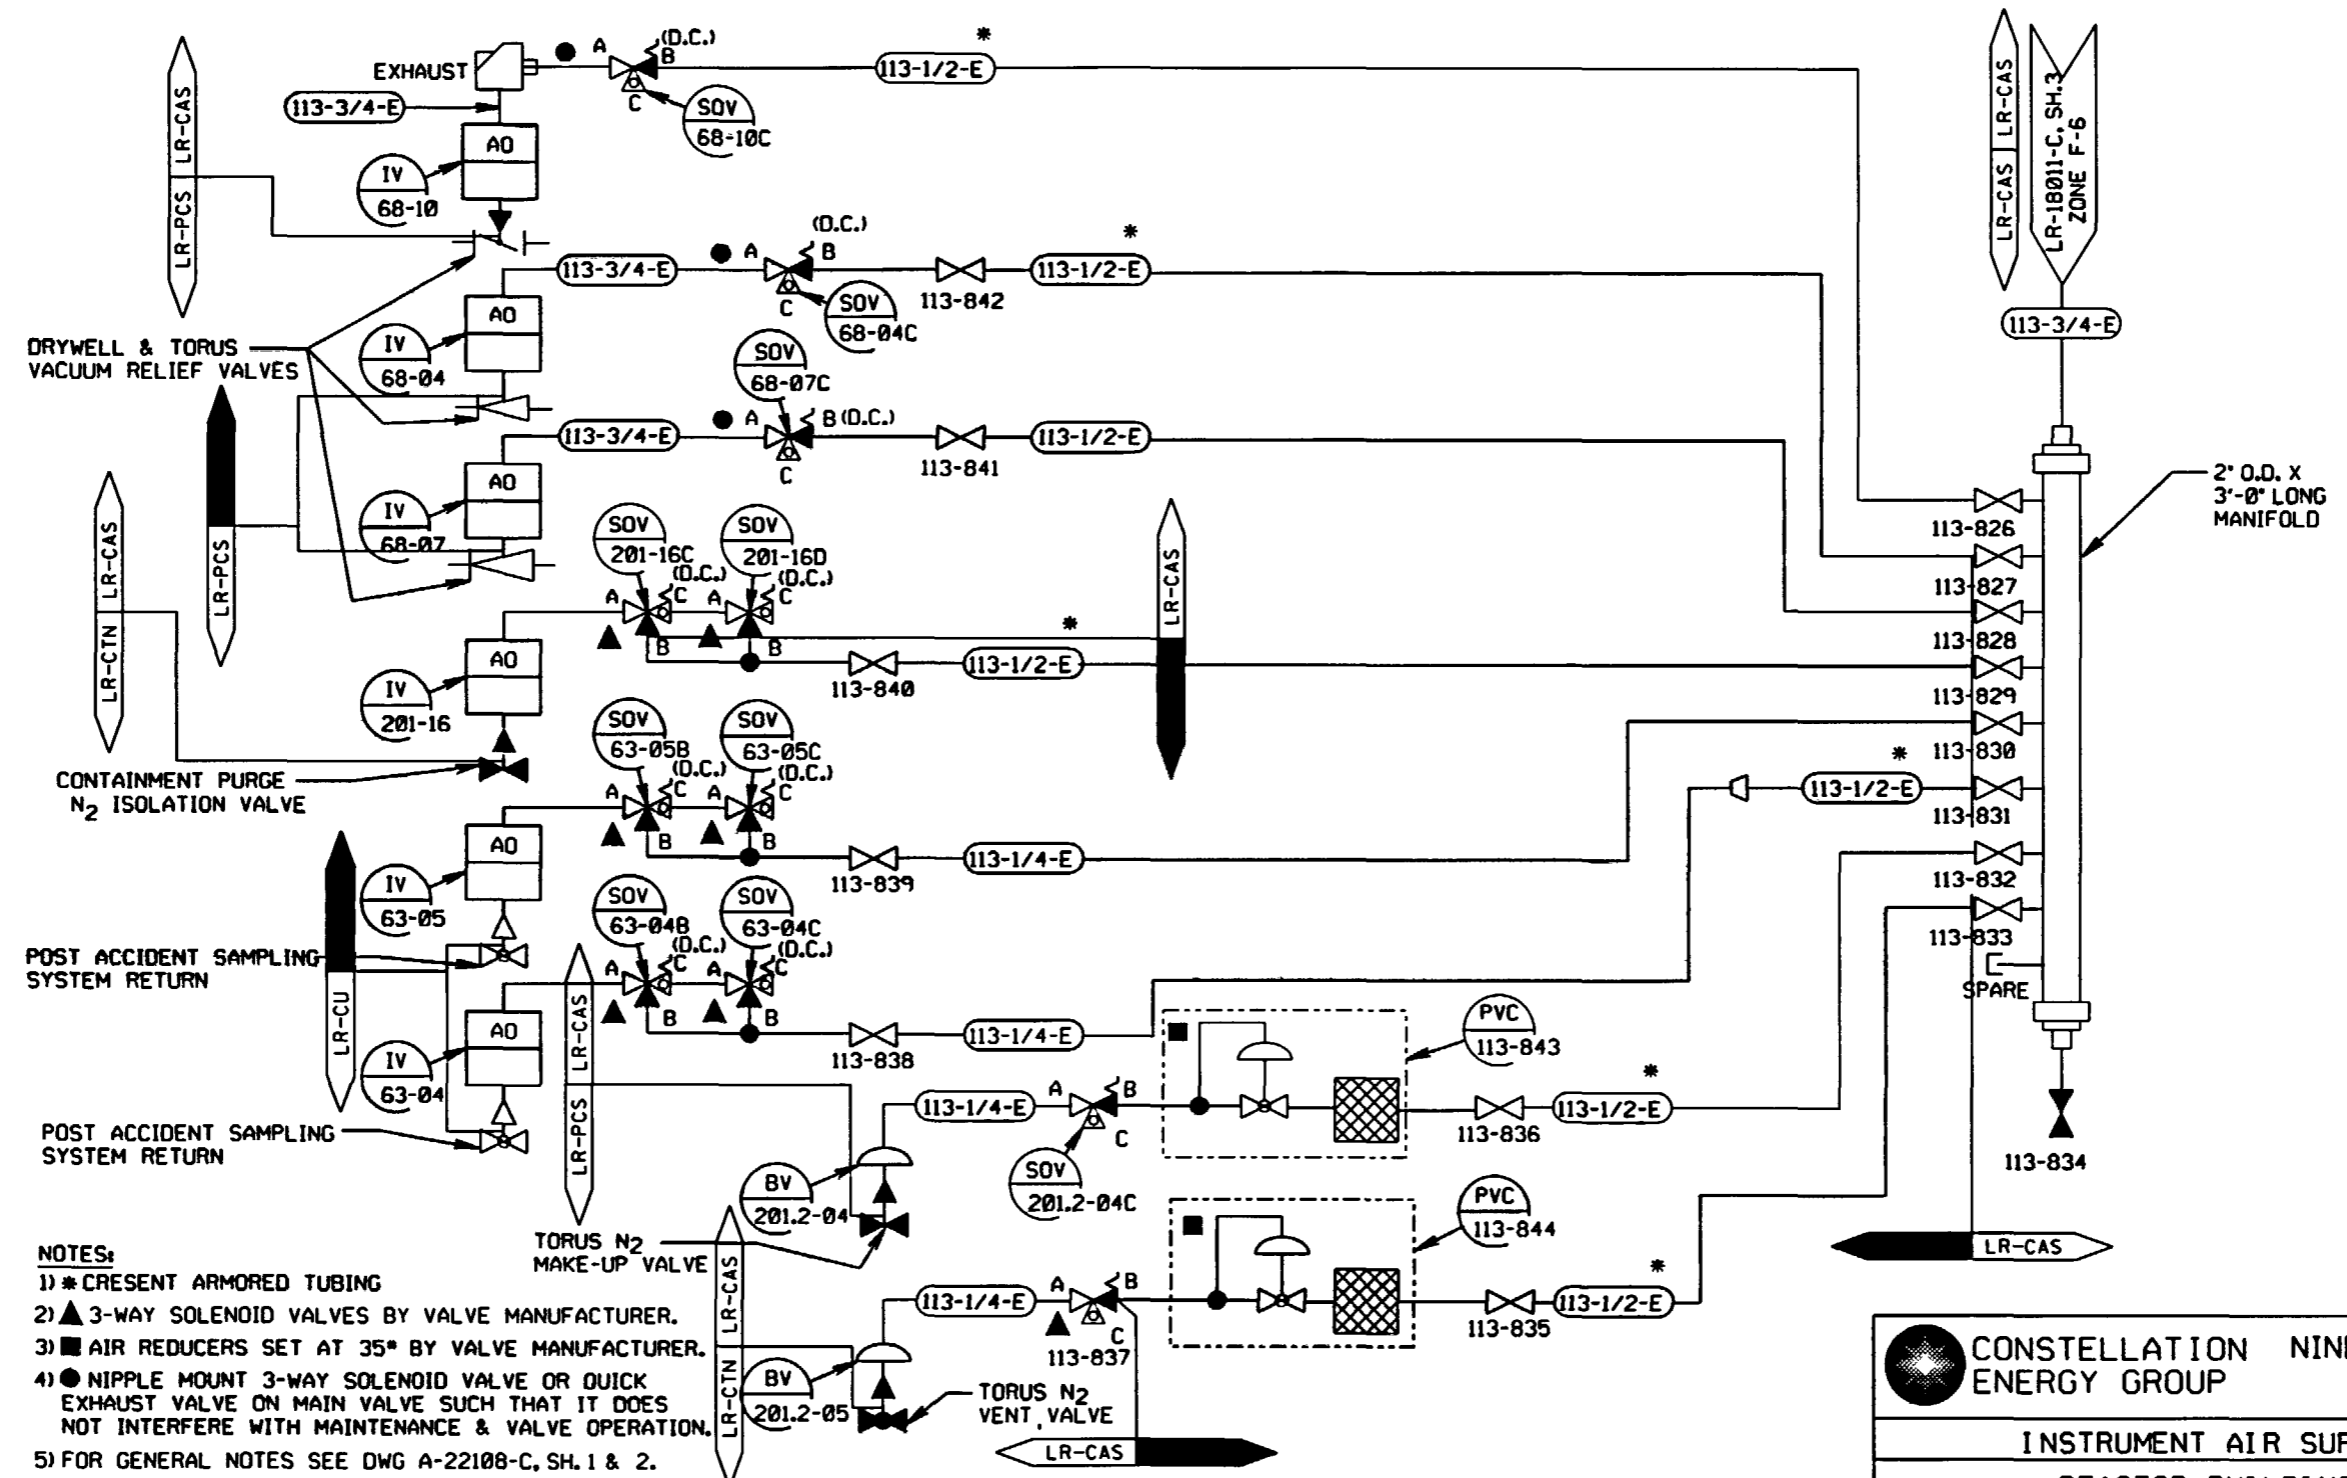 EXHAUST
A
(D.C.)
B
C
*
113-1/2-E
113-3/4-E
SOV
68-10C
AO
IV
68-10
LR-CAS
LR-PCS
DRYWELL & TORUS
VACUUM RELIEF VALVES
113-3/4-E
A
(D.C.)
B
C
113-842
*
113-1/2-E
SOV
68-04C
AO
IV
68-04
SOV
68-07C
113-3/4-E
A
B (D.C.)
C
113-841
113-1/2-E
AO
IV
68-07
LR-PCS
LR-CAS
LR-CTN
SOV
201-16C
SOV
201-16D
(D.C.)
(D.C.)
A
C
A
C
B
B
113-840
*
113-1/2-E
LR-CAS
AO
IV
201-16
CONTAINMENT PURGE
N2 ISOLATION VALVE
SOV
63-05B
SOV
63-05C
(D.C.)
(D.C.)
A
C
A
C
B
B
113-839
113-1/4-E
AO
IV
63-05
POST ACCIDENT SAMPLING
SYSTEM RETURN
LR-CU
SOV
63-04B
SOV
63-04C
(D.C.)
(D.C.)
A
C
A
C
B
B
113-838
113-1/4-E
AO
IV
63-04
POST ACCIDENT SAMPLING
SYSTEM RETURN
LR-CAS
LR-PCS
113-1/4-E
A
B
C
SOV
201.2-04C
PVC
113-843
113-836
*
113-1/2-E
BV
201.2-04
TORUS N2
MAKE-UP VALVE
113-1/4-E
A
B
C
113-837
PVC
113-844
113-835
*
113-1/2-E
BV
201.2-05
TORUS N2
VENT VALVE
LR-CAS
LR-CTN
LR-CAS
LR-CAS
LR-CAS
LR-18011-C, SH.3
ZONE F-6
113-3/4-E
2" O.D. X
3'-0" LONG
MANIFOLD
113-826
113-827
113-828
113-829
113-830
*
113-1/2-E
113-831
113-832
113-833
SPARE
113-834
LR-CAS
NOTES:
1) * CRESENT ARMORED TUBING
2) ▲ 3-WAY SOLENOID VALVES BY VALVE MANUFACTURER.
3) ■ AIR REDUCERS SET AT 35# BY VALVE MANUFACTURER.
4) ● NIPPLE MOUNT 3-WAY SOLENOID VALVE OR QUICK
EXHAUST VALVE ON MAIN VALVE SUCH THAT IT DOES
NOT INTERFERE WITH MAINTENANCE & VALVE OPERATION.
5) FOR GENERAL NOTES SEE DWG A-22108-C, SH. 1 & 2.
CONSTELLATION NIN
ENERGY GROUP
INSTRUMENT AIR SUP